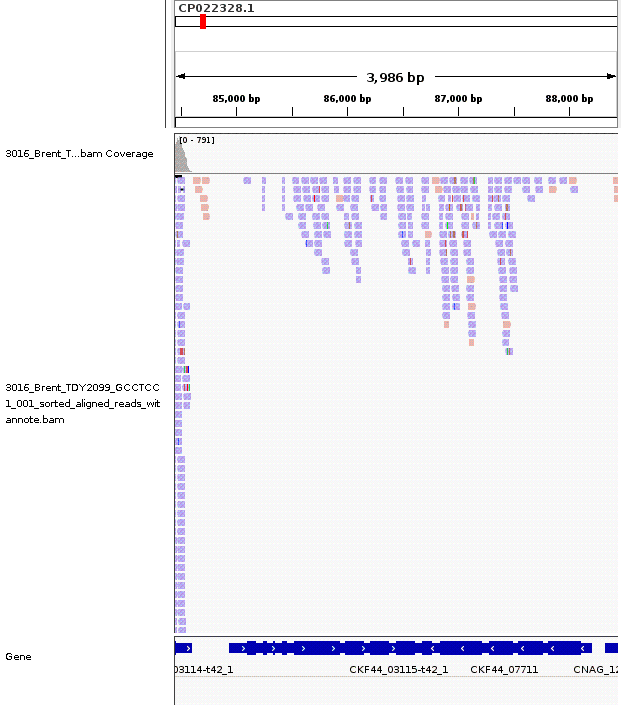 CP022328.1
3,986 bp
85,000 bp 86,000 bp 87,000 bp 88,000 bp
[0 - 791]
3016_Brent_T...bam Coverage
3016_Brent_TDY2099_GCCTCC
1_001_sorted_aligned_reads_wit
annote.bam
Gene
03114-t42_1 CKF44_03115-t42_1 CKF44_07711 CNAG_12